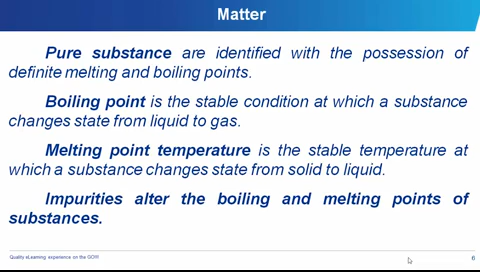 Matter
Pure substance are identified with the possession of
definite melting and boiling points.
Boiling point is the stable condition at which a substance
changes state from liquid to gas.
Melting point temperature is the stable temperature at
which a substance changes state from solid to liquid.
Impurities alter the boiling and melting points of
substances.
Quality eLearning experience on the GO!!!
6